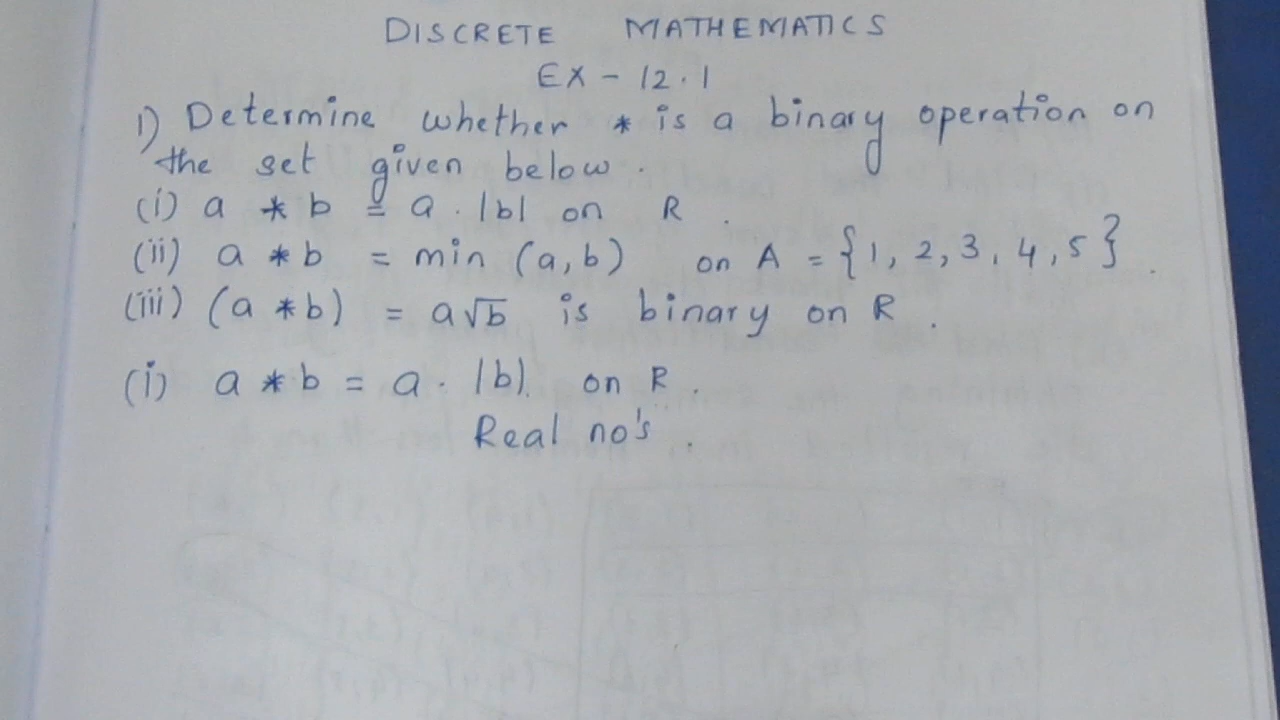 DISCRETE MATHEMATICS
EX - 12.1
1) Determine whether * is a binary operation on
the set given below.
(i) a * b = a . |b| on R .
(ii) a * b = min (a,b) on A = {1, 2, 3, 4, 5} .
(iii) (a * b) = a√b is binary on R .
(i) a * b = a . |b|. on R .
Real no's .